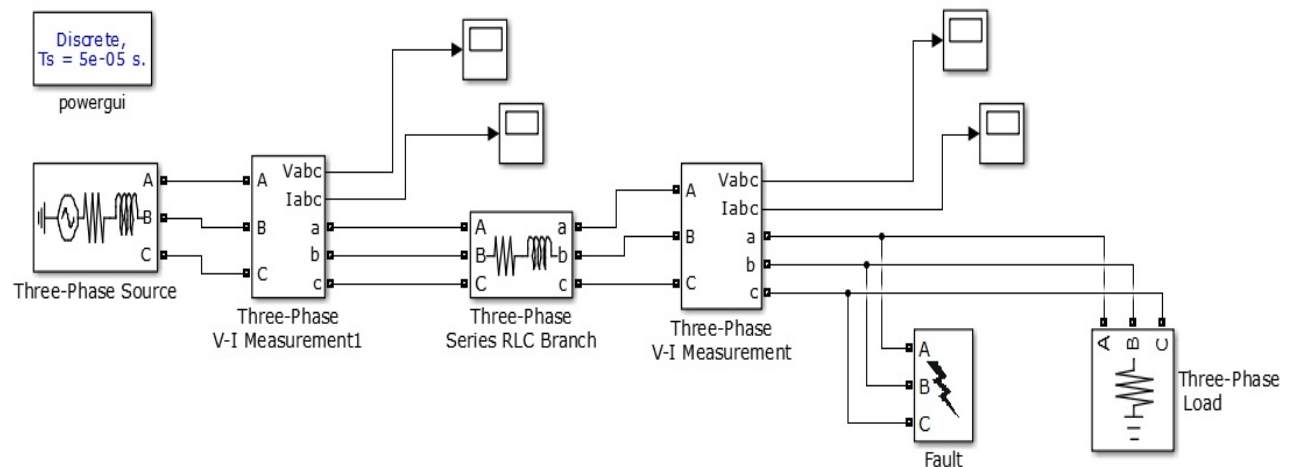 Discrete,
Ts = 5e-05 s.
powergui
A
B
C
Three-Phase Source
A
B
C
Vabc
Iabc
a
b
c
Three-Phase
V-I Measurement1
A
B
C
a
b
c
Three-Phase
Series RLC Branch
A
B
C
Vabc
Iabc
a
b
c
Three-Phase
V-I Measurement
A
B
C
Fault
A
B
C
Three-Phase
Load